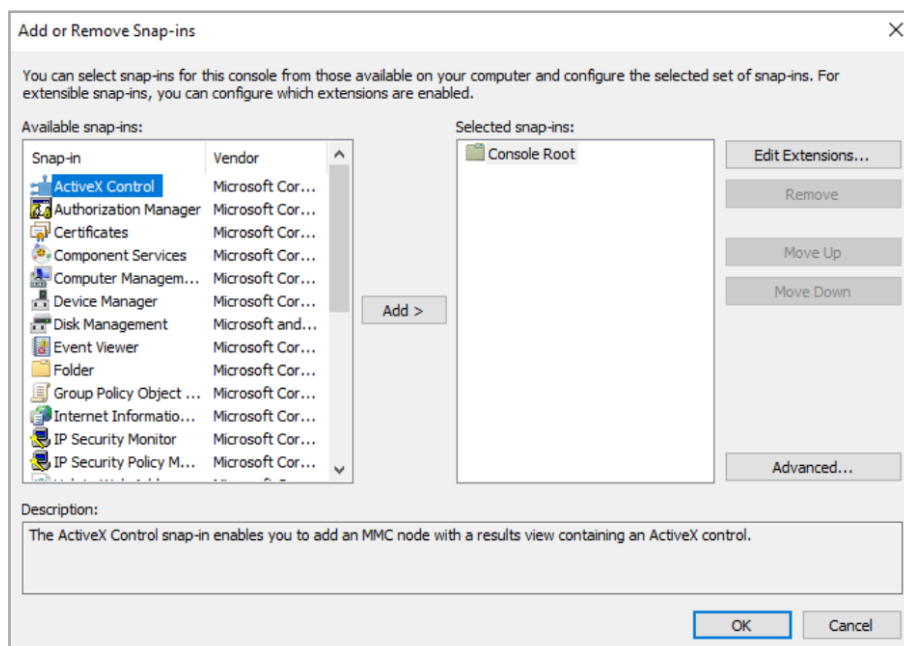 Add or Remove Snap-ins
You can select snap-ins for this console from those available on your computer and configure the selected set of snap-ins. For
extensible snap-ins, you can configure which extensions are enabled.
Available snap-ins:
Snap-in Vendor
ActiveX Control Microsoft Cor...
Authorization Manager Microsoft Cor...
Certificates Microsoft Cor...
Component Services Microsoft Cor...
Computer Managem... Microsoft Cor...
Device Manager Microsoft Cor...
Disk Management Microsoft and...
Event Viewer Microsoft Cor...
Folder Microsoft Cor...
Group Policy Object ... Microsoft Cor...
Internet Informatio... Microsoft Cor...
IP Security Monitor Microsoft Cor...
IP Security Policy M... Microsoft Cor...
Add >
Selected snap-ins:
Console Root
Edit Extensions...
Remove
Move Up
Move Down
Advanced...
Description:
The ActiveX Control snap-in enables you to add an MMC node with a results view containing an ActiveX control.
OK
Cancel